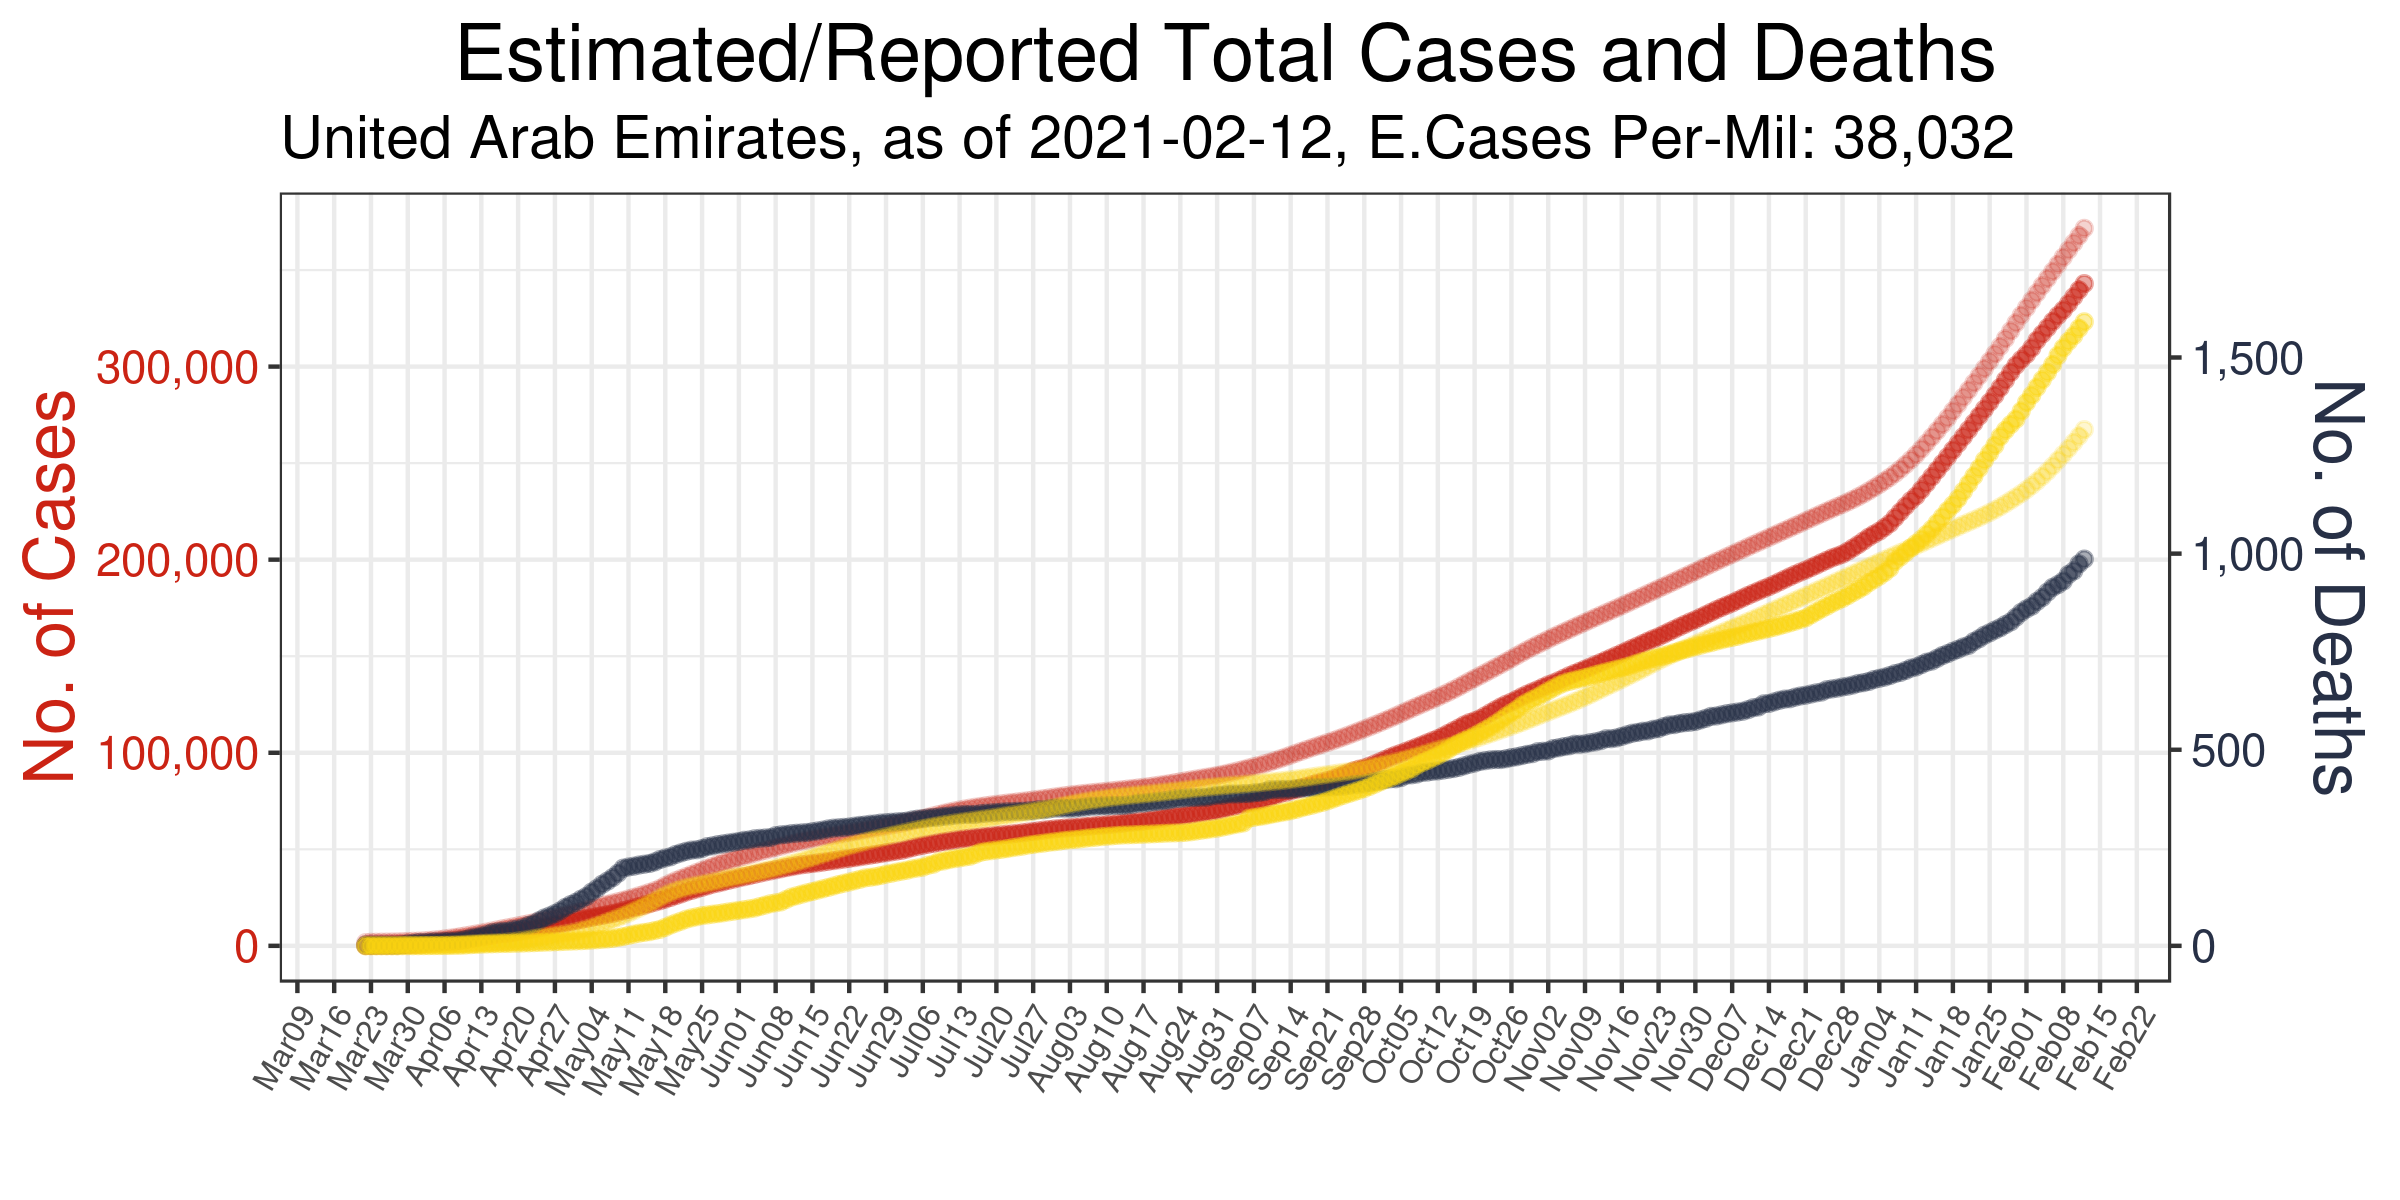 Estimated/Reported Total Cases and Deaths
United Arab Emirates, as of 2021-02-12, E.Cases Per-Mil: 38,032
No. of Cases
300,000
200,000
100,000
0
1,500
1,000
500
0
No. of Deaths
Mar09 Mar16 Mar23 Mar30 Apr06 Apr13 Apr20 Apr27 May04 May11 May18 May25 Jun01 Jun08 Jun15 Jun22 Jun29 Jul06 Jul13 Jul20 Jul27 Aug03 Aug10 Aug17 Aug24 Aug31 Sep07 Sep14 Sep21 Sep28 Oct05 Oct12 Oct19 Oct26 Nov02 Nov09 Nov16 Nov23 Nov30 Dec07 Dec14 Dec21 Dec28 Jan04 Jan11 Jan18 Jan25 Feb01 Feb08 Feb15 Feb22